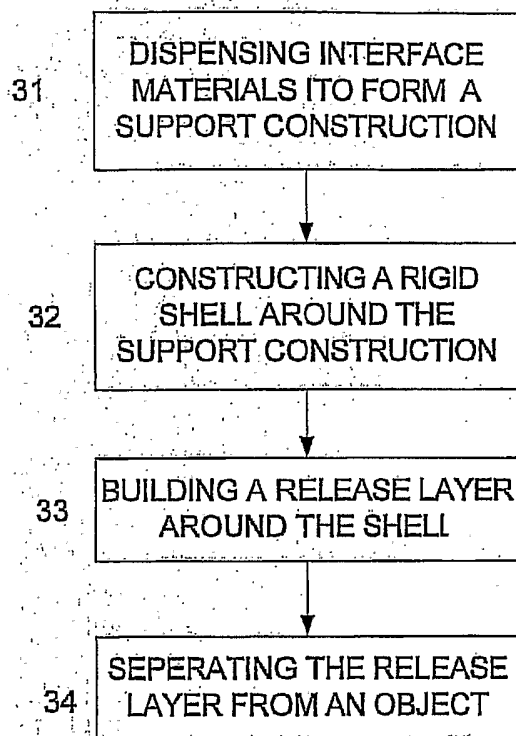 31
DISPENSING INTERFACE
MATERIALS ITO FORM A
SUPPORT CONSTRUCTION
32
CONSTRUCTING A RIGID
SHELL AROUND THE
SUPPORT CONSTRUCTION
33
BUILDING A RELEASE LAYER
AROUND THE SHELL
34
SEPERATING THE RELEASE
LAYER FROM AN OBJECT